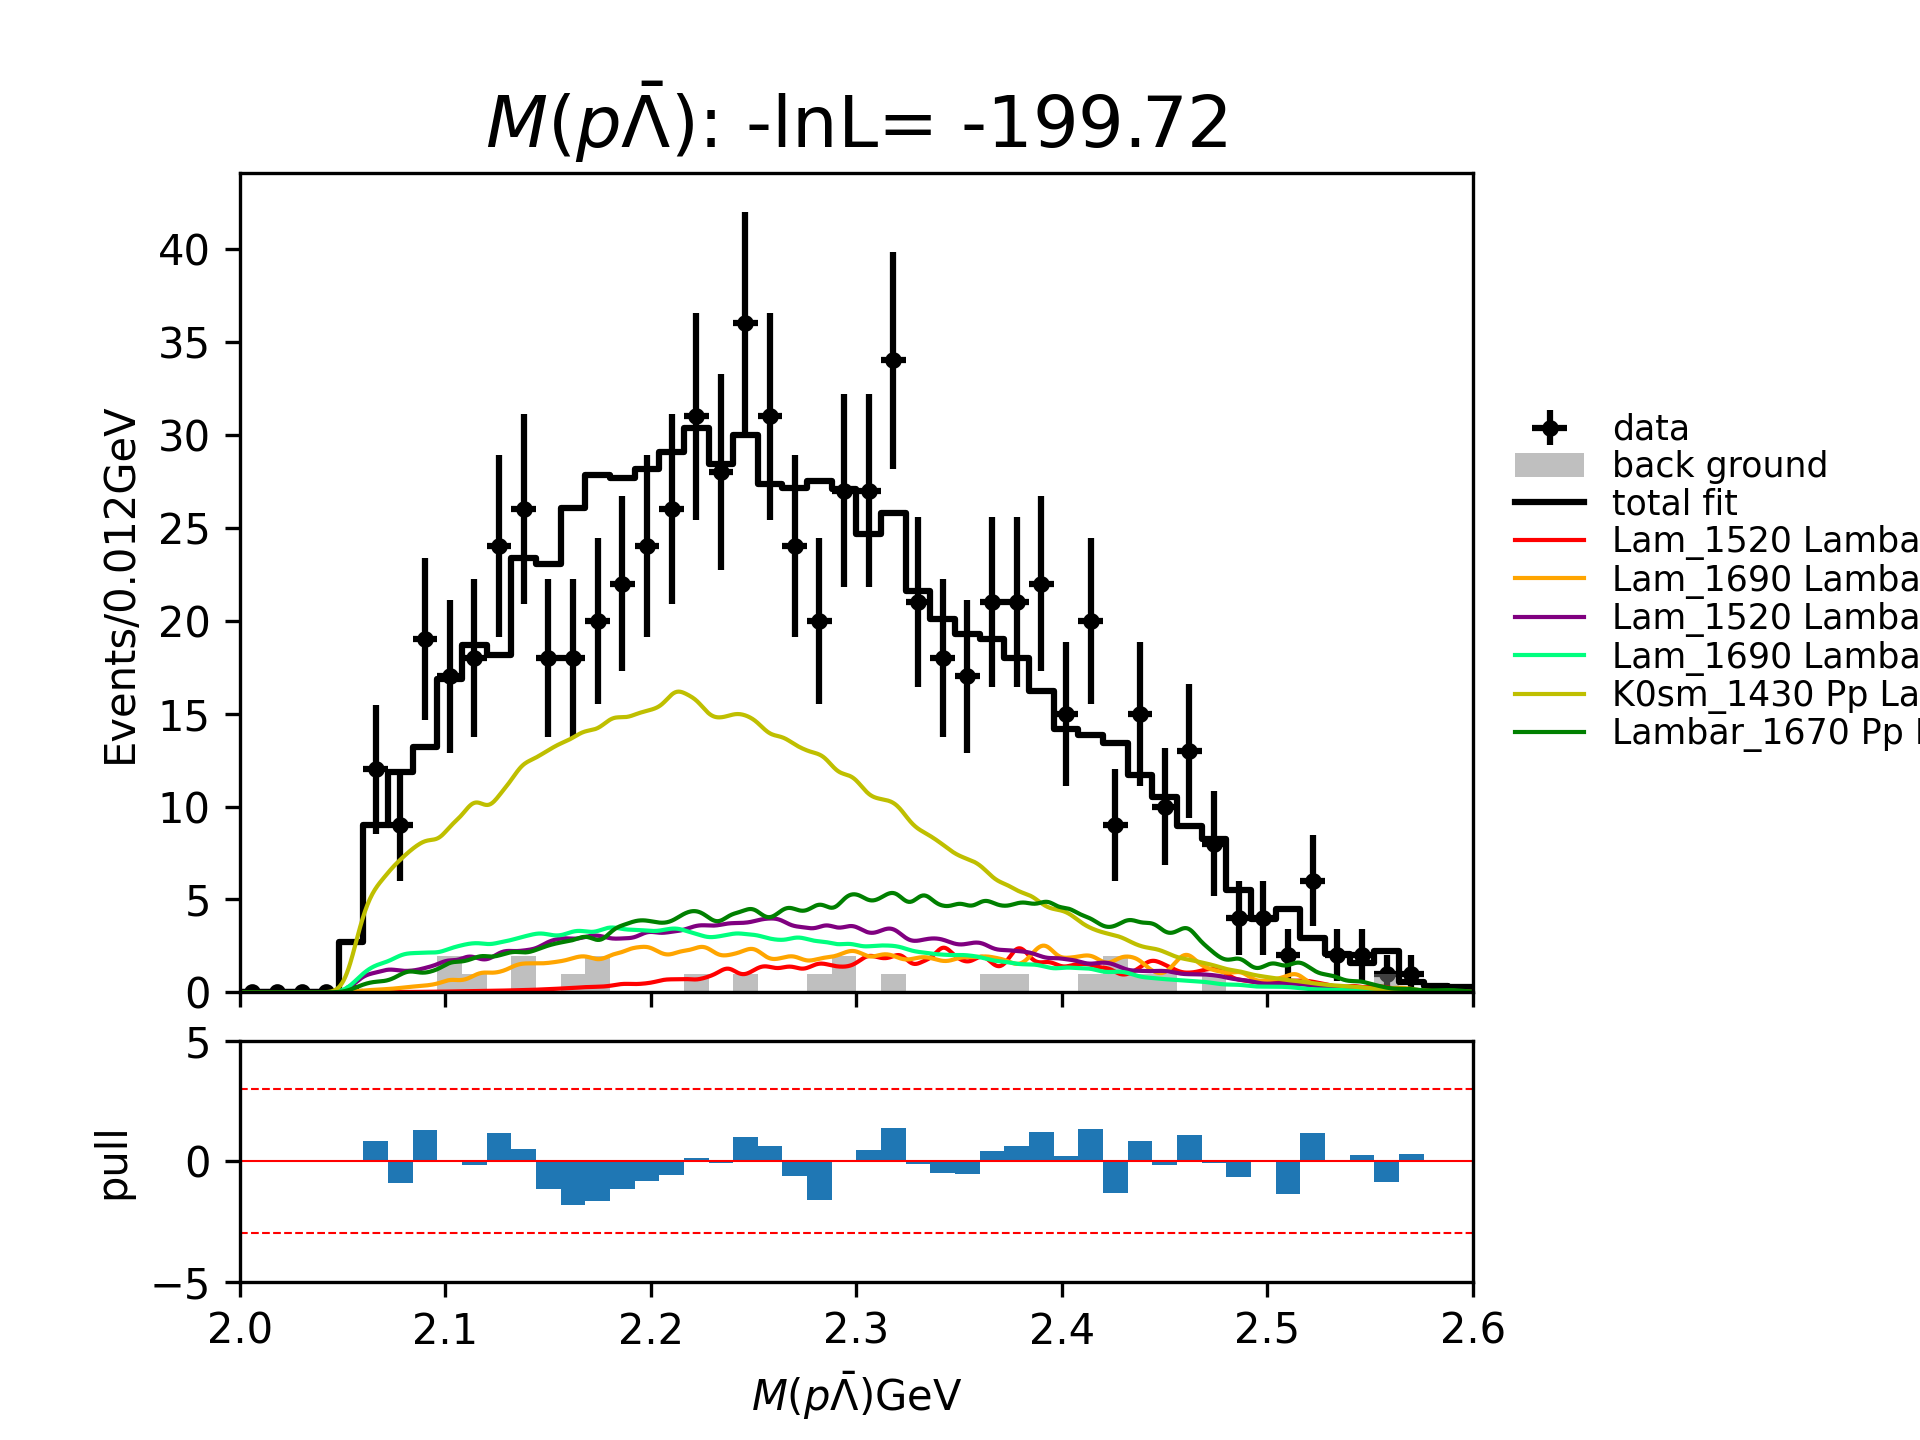 M(pΛ̄): -lnL= -199.72
Events/0.012GeV
40
35
30
25
20
15
10
5
0
data
back ground
total fit
Lam_1520 Lamba
Lam_1690 Lamba
Lam_1520 Lamba
Lam_1690 Lamba
K0sm_1430 Pp La
Lambar_1670 Pp
pull
5
0
−5
2.0 2.1 2.2 2.3 2.4 2.5 2.6
M(pΛ̄)GeV